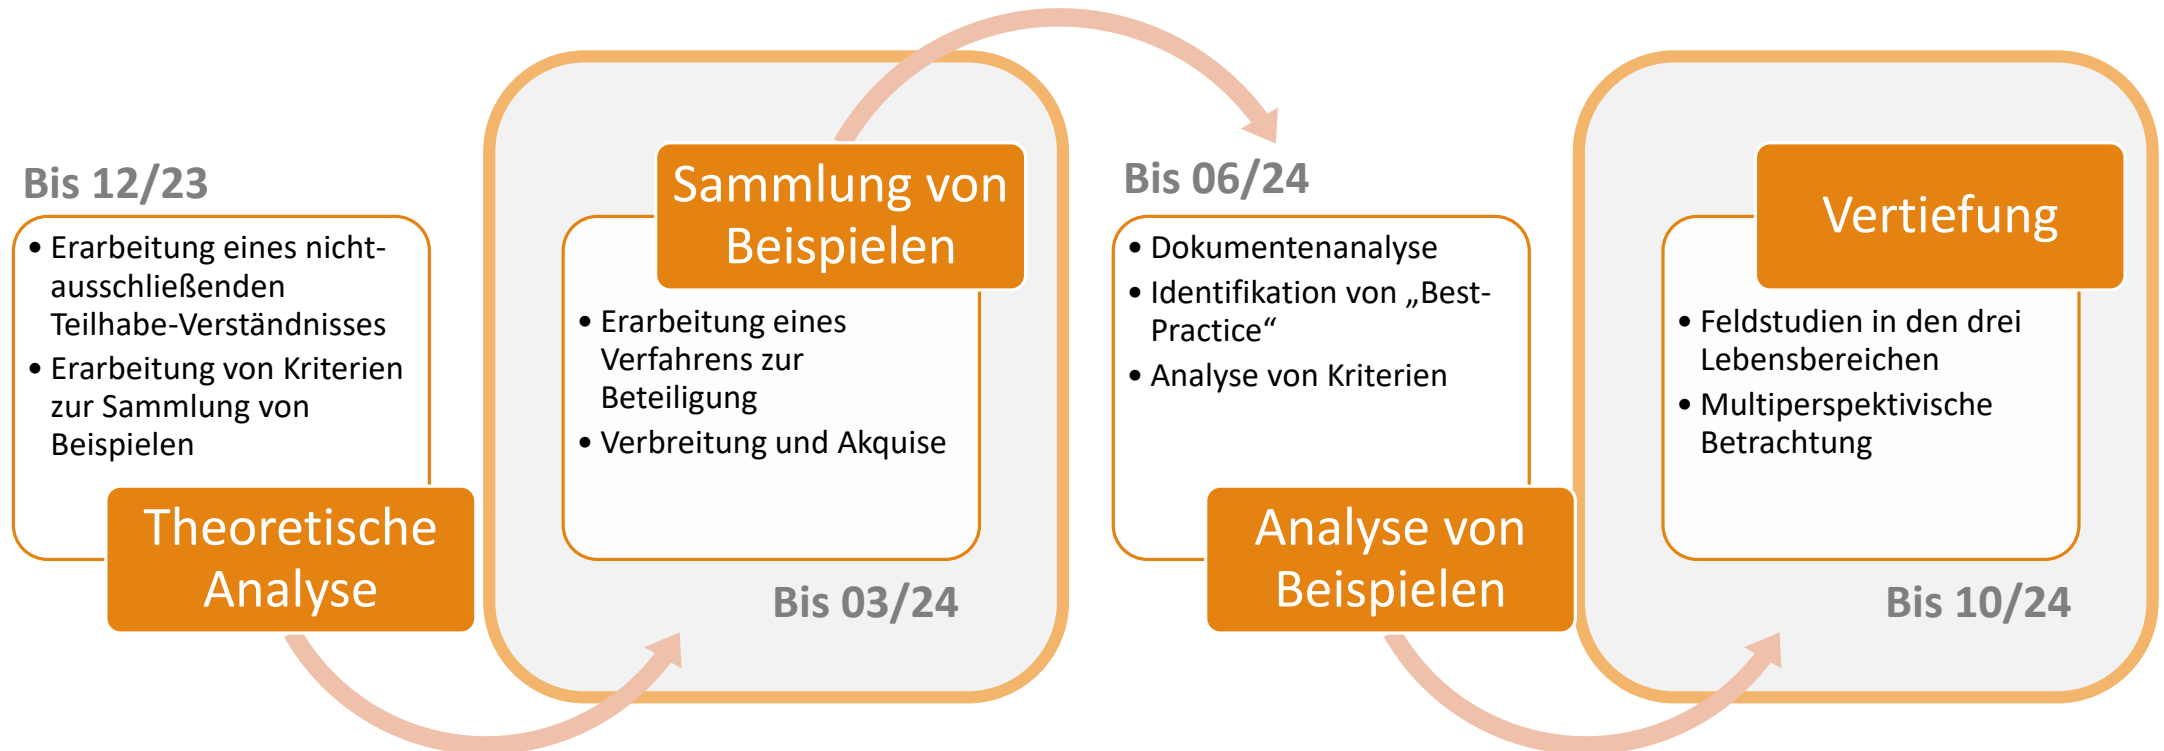 Bis 12/23
• Erarbeitung eines nicht-
ausschließenden
Teilhabe-Verständnisses
• Erarbeitung von Kriterien
zur Sammlung von
Beispielen
Theoretische
Analyse
Sammlung von
Beispielen
• Erarbeitung eines
Verfahrens zur
Beteiligung
• Verbreitung und Akquise
Bis 03/24
Bis 06/24
• Dokumentenanalyse
• Identifikation von „Best-
Practice“
• Analyse von Kriterien
Analyse von
Beispielen
Vertiefung
• Feldstudien in den drei
Lebensbereichen
• Multiperspektivische
Betrachtung
Bis 10/24